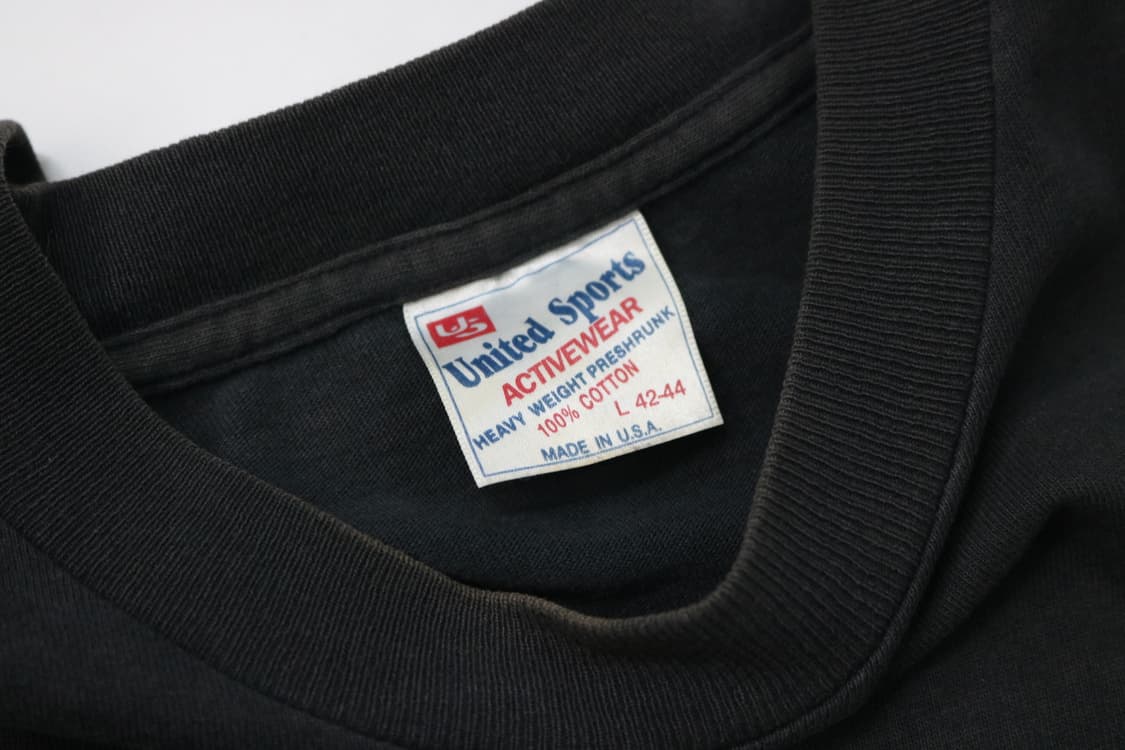 US
United Sports
ACTIVEWEAR
HEAVY WEIGHT PRESHRUNK
100% COTTON
L 42-44
MADE IN U.S.A.